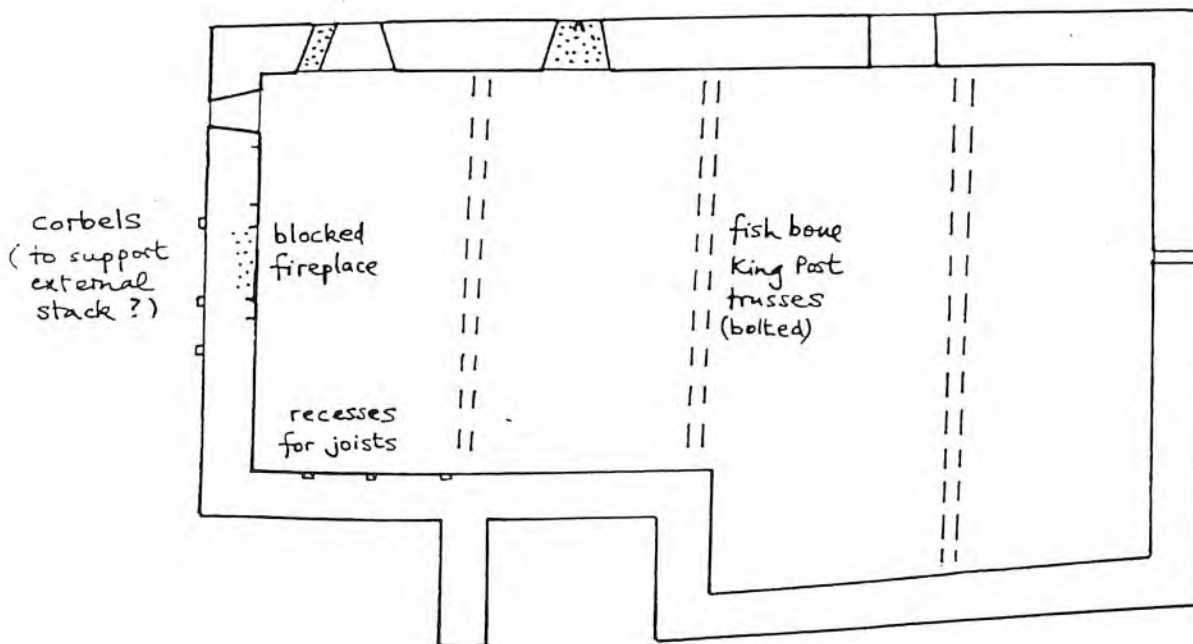 corbels
(to support
external
stack?)
blocked
fireplace
recesses
for joists
fish bone
King Post
trusses
(bolted)